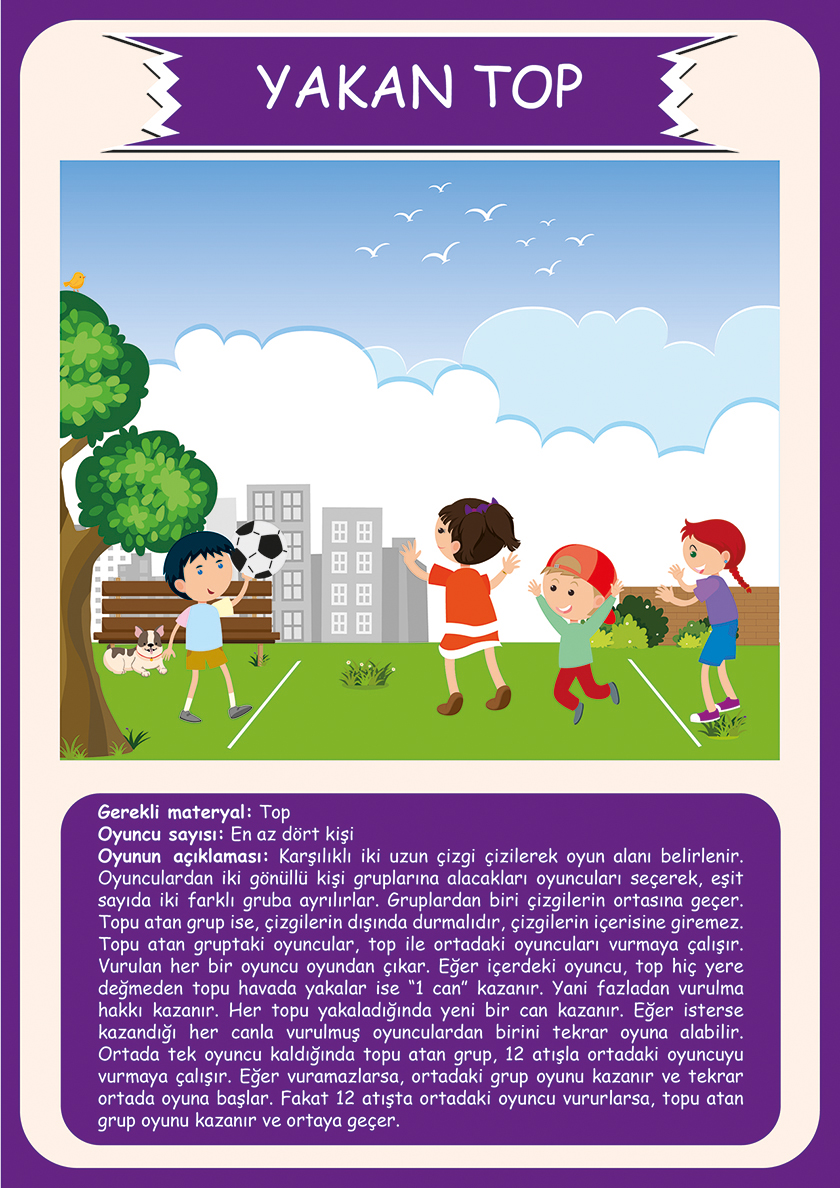 YAKAN TOP
Gerekli materyal: Top
Oyuncu sayısı: En az dört kişi
Oyunun açıklaması: Karşılıklı iki uzun çizgi çizilerek oyun alanı belirlenir.
Oyunculardan iki gönüllü kişi gruplarına alacakları oyuncuları seçerek, eşit
sayıda iki farklı gruba ayrılırlar. Gruplardan biri çizgilerin ortasına geçer.
Topu atan grup ise, çizgilerin dışında durmalıdır, çizgilerin içerisine giremez.
Topu atan gruptaki oyuncular, top ile ortadaki oyuncuları vurmaya çalışır.
Vurulan her bir oyuncu oyundan çıkar. Eğer içerdeki oyuncu, top hiç yere
değmeden topu havada yakalar ise “1 can” kazanır. Yani fazladan vurulma
hakkı kazanır. Her topu yakaladığında yeni bir can kazanır. Eğer isterse
kazandığı her canla vurulmuş oyunculardan birini tekrar oyuna alabilir.
Ortada tek oyuncu kaldığında topu atan grup, 12 atışla ortadaki oyuncuyu
vurmaya çalışır. Eğer vuramazlarsa, ortadaki grup oyunu kazanır ve tekrar
ortada oyuna başlar. Fakat 12 atışta ortadaki oyuncu vururlarsa, topu atan
grup oyunu kazanır ve ortaya geçer.